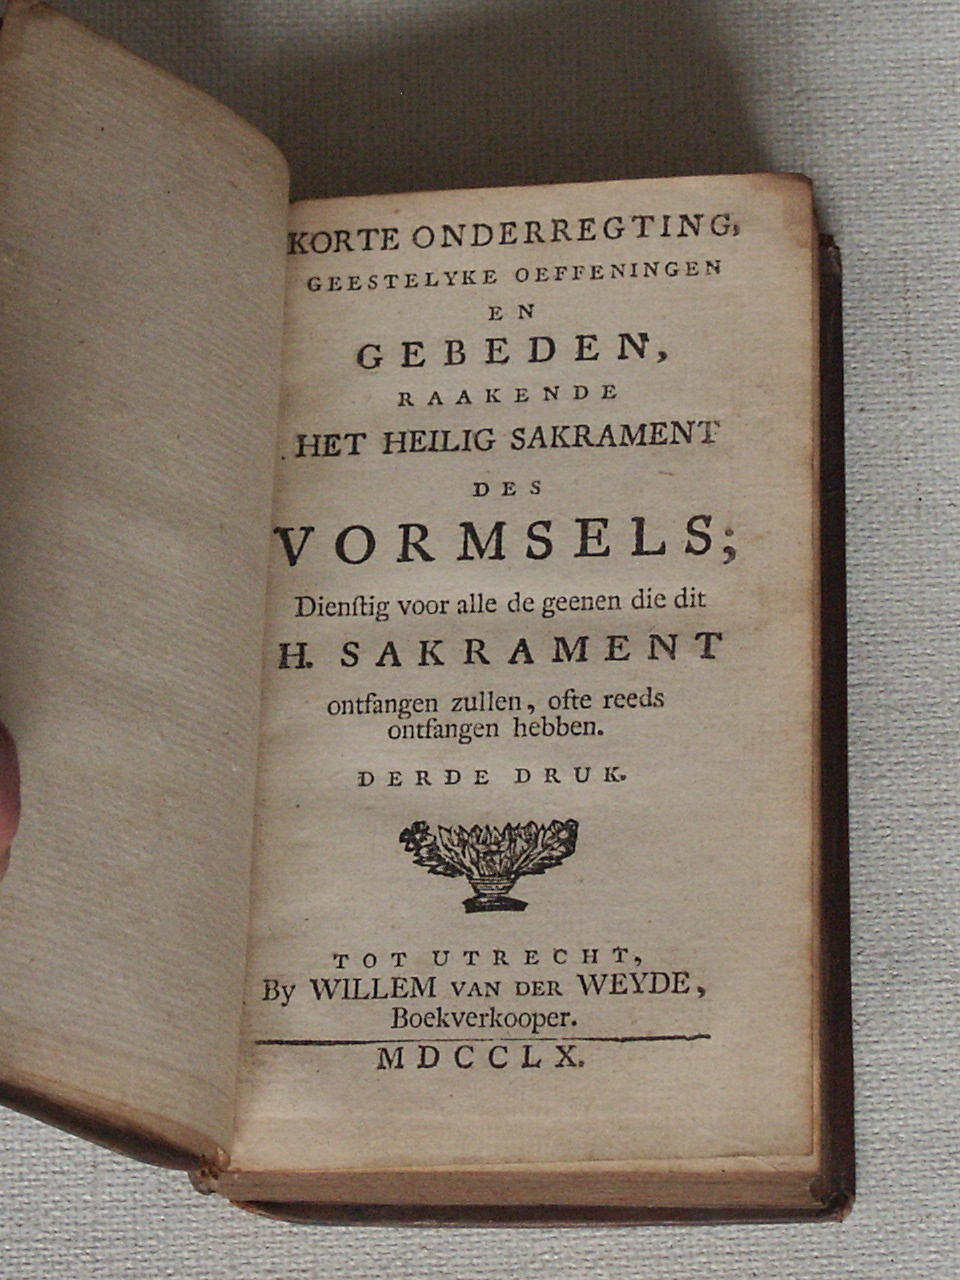 KORTE ONDERREGTING,
GEESTELYKE OEFFENINGEN
EN
GEBEDEN,
RAAKENDE
HET HEILIG SAKRAMENT
DES
VORMSELS;
Dienſtig voor alle de geenen die dit
H. SAKRAMENT
ontfangen zullen, ofte reeds
ontfangen hebben.
DERDE DRUK.
TOT UTRECHT,
By WILLEM VAN DER WEYDE,
Boekverkooper.
MDCCLX.